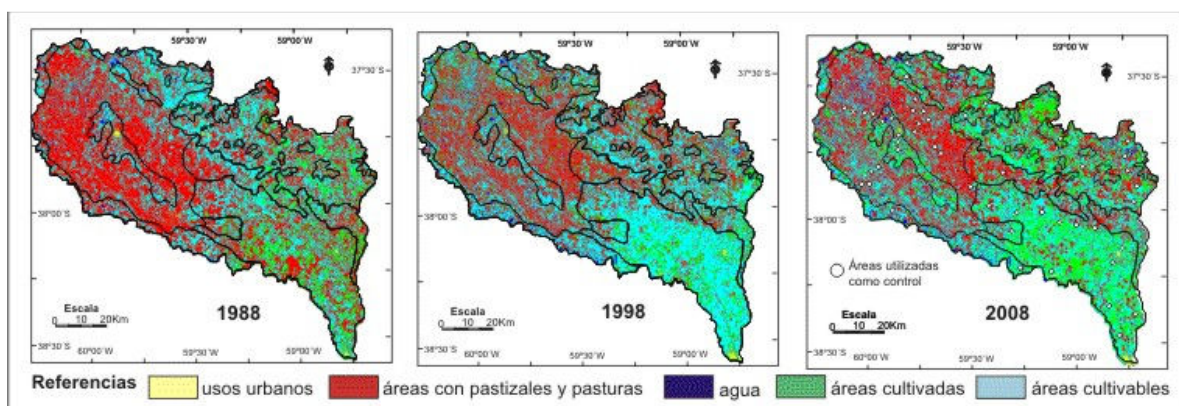 59°30´W 59°00´W
37°30´S
38°00´S
Escala
0 10 20Km
1988
38°30´S
60°00´W 59°30´W 59°00´W
59°30´W 59°00´W
37°30´S
38°00´S
Escala
0 10 20Km
1998
38°30´S
60°00´W 59°30´W 59°00´W
59°30´W 59°00´W
37°30´S
38°00´S
Áreas utilizadas
como control
Escala
0 10 20Km
2008
38°30´S
60°00´W 59°30´W 59°00´W
Referencias usos urbanos áreas con pastizales y pasturas agua áreas cultivadas áreas cultivables